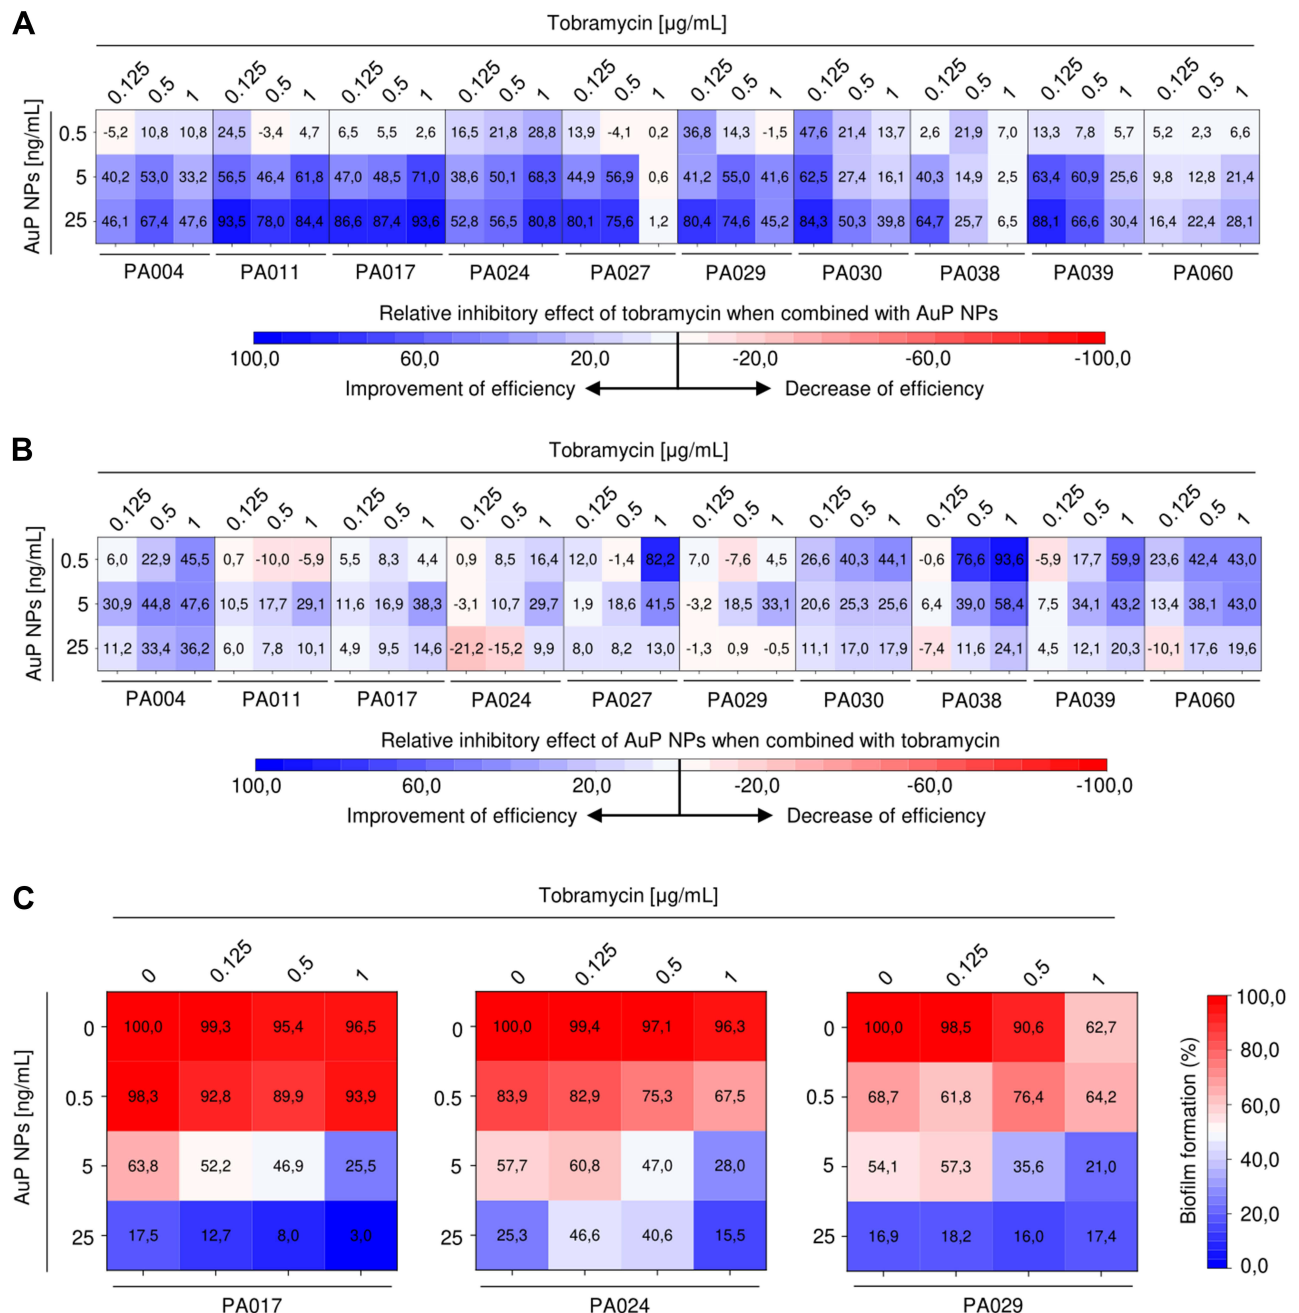 A
Tobramycin [µg/mL]
0.125 0.5 1 0.125 0.5 1 0.125 0.5 1 0.125 0.5 1 0.125 0.5 1 0.125 0.5 1 0.125 0.5 1 0.125 0.5 1 0.125 0.5 1 0.125 0.5 1
AuP NPs [ng/mL]
0.5 -5,2 10,8 10,8 24,5 -3,4 4,7 6,5 5,5 2,6 16,5 21,8 28,8 13,9 -4,1 0,2 36,8 14,3 -1,5 47,6 21,4 13,7 2,6 21,9 7,0 13,3 7,8 5,7 5,2 2,3 6,6
5 40,2 53,0 33,2 56,5 46,4 61,8 47,0 48,5 71,0 38,6 50,1 68,3 44,9 56,9 0,6 41,2 55,0 41,6 62,5 27,4 16,1 40,3 14,9 2,5 63,4 60,9 25,6 9,8 12,8 21,4
25 46,1 67,4 47,6 93,5 78,0 84,4 86,6 87,4 93,6 52,8 56,5 80,8 80,1 75,6 1,2 80,4 74,6 45,2 84,3 50,3 39,8 64,7 25,7 6,5 88,1 66,6 30,4 16,4 22,4 28,1
PA004 PA011 PA017 PA024 PA027 PA029 PA030 PA038 PA039 PA060
Relative inhibitory effect of tobramycin when combined with AuP NPs
100,0 60,0 20,0 -20,0 -60,0 -100,0
Improvement of efficiency Decrease of efficiency
B
Tobramycin [µg/mL]
0.125 0.5 1 0.125 0.5 1 0.125 0.5 1 0.125 0.5 1 0.125 0.5 1 0.125 0.5 1 0.125 0.5 1 0.125 0.5 1 0.125 0.5 1 0.125 0.5 1
AuP NPs [ng/mL]
0.5 6,0 22,9 45,5 0,7 -10,0 -5,9 5,5 8,3 4,4 0,9 8,5 16,4 12,0 -1,4 82,2 7,0 -7,6 4,5 26,6 40,3 44,1 -0,6 76,6 93,6 -5,9 17,7 59,9 23,6 42,4 43,0
5 30,9 44,8 47,6 10,5 17,7 29,1 11,6 16,9 38,3 -3,1 10,7 29,7 1,9 18,6 41,5 -3,2 18,5 33,1 20,6 25,3 25,6 6,4 39,0 58,4 7,5 34,1 43,2 13,4 38,1 43,0
25 11,2 33,4 36,2 6,0 7,8 10,1 4,9 9,5 14,6 -21,2 -15,2 9,9 8,0 8,2 13,0 -1,3 0,9 -0,5 11,1 17,0 17,9 -7,4 11,6 24,1 4,5 12,1 20,3 -10,1 17,6 19,6
PA004 PA011 PA017 PA024 PA027 PA029 PA030 PA038 PA039 PA060
Relative inhibitory effect of AuP NPs when combined with tobramycin
100,0 60,0 20,0 -20,0 -60,0 -100,0
Improvement of efficiency Decrease of efficiency
C
Tobramycin [µg/mL]
0 0.125 0.5 1 0 0.125 0.5 1 0 0.125 0.5 1
AuP NPs [ng/mL]
0 100,0 99,3 95,4 96,5 0 100,0 99,4 97,1 96,3 0 100,0 98,5 90,6 62,7
0.5 98,3 92,8 89,9 93,9 0.5 83,9 82,9 75,3 67,5 0.5 68,7 61,8 76,4 64,2
5 63,8 52,2 46,9 25,5 5 57,7 60,8 47,0 28,0 5 54,1 57,3 35,6 21,0
25 17,5 12,7 8,0 3,0 25 25,3 46,6 40,6 15,5 25 16,9 18,2 16,0 17,4
PA017 PA024 PA029
Biofilm formation (%)
100,0
80,0
60,0
40,0
20,0
0,0